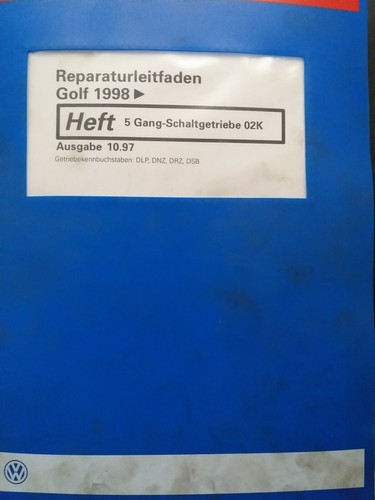 Reparaturleitfaden
Golf 1998 ►
Heft 5 Gang-Schaltgetriebe 02K
Ausgabe 10.97
Getriebekennbuchstaben: DLP, DNZ, DRZ, DSB